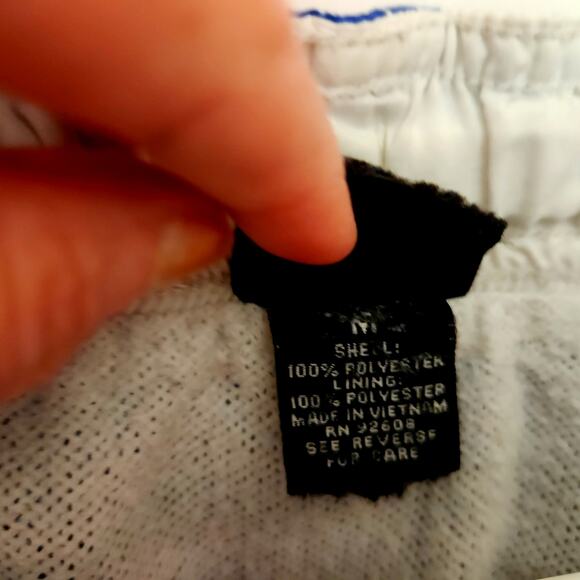 M
SHELL:
100% POLYESTER
LINING:
100% POLYESTER
MADE IN VIETNAM
RN 92608
SEE REVERSE
FOR CARE